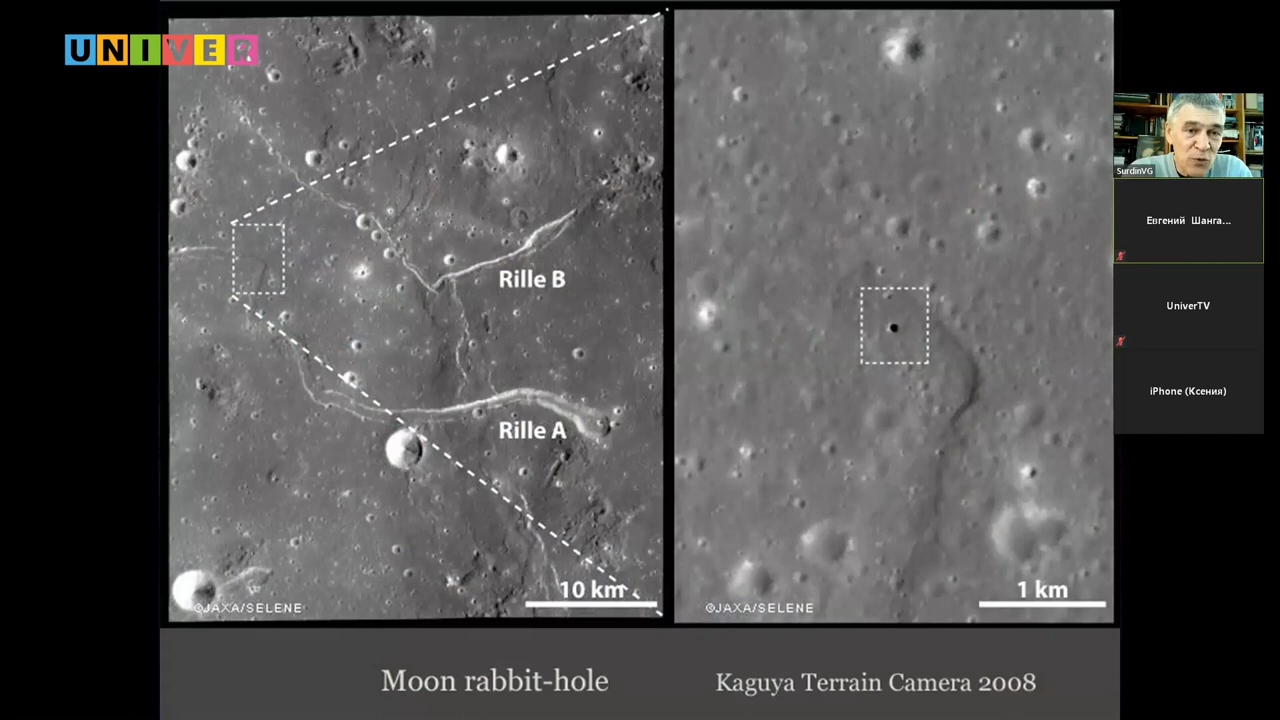 UNIVER
Rille B
Rille A
10 km
©JAXA/SELENE
1 km
©JAXA/SELENE
Moon rabbit-hole
Kaguya Terrain Camera 2008
SurdinVG
Евгений Шанга...
UniverTV
iPhone (Ксения)